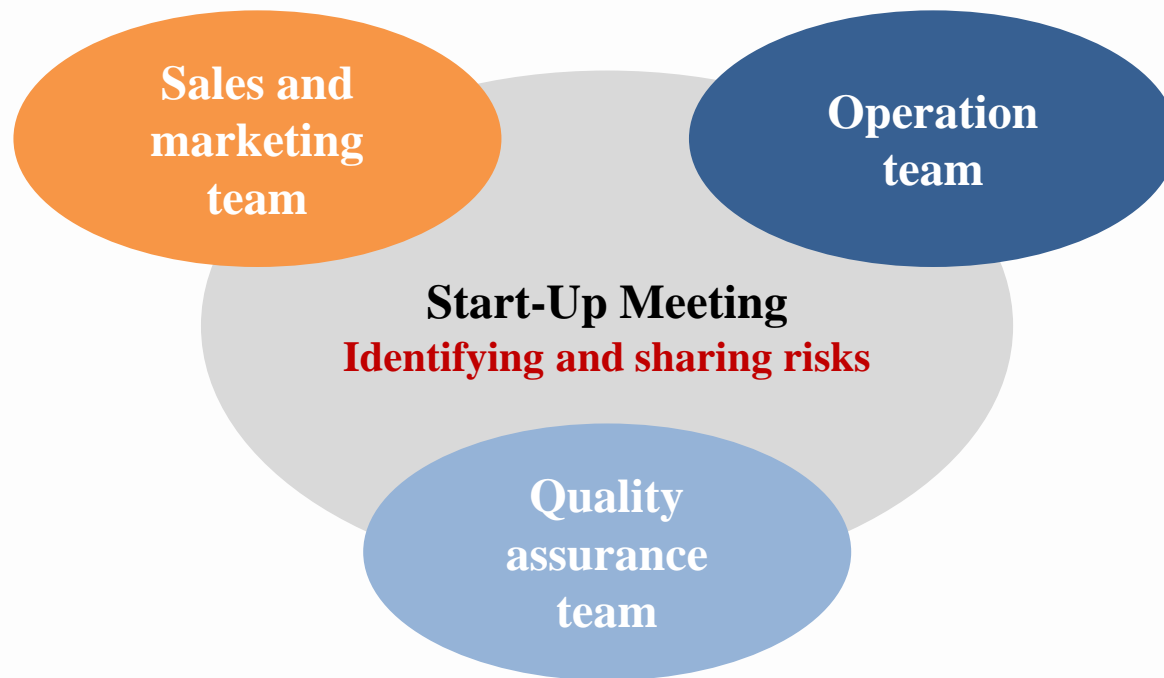 Sales and
marketing
team
Operation
team
Start-Up Meeting
Identifying and sharing risks
Quality
assurance
team